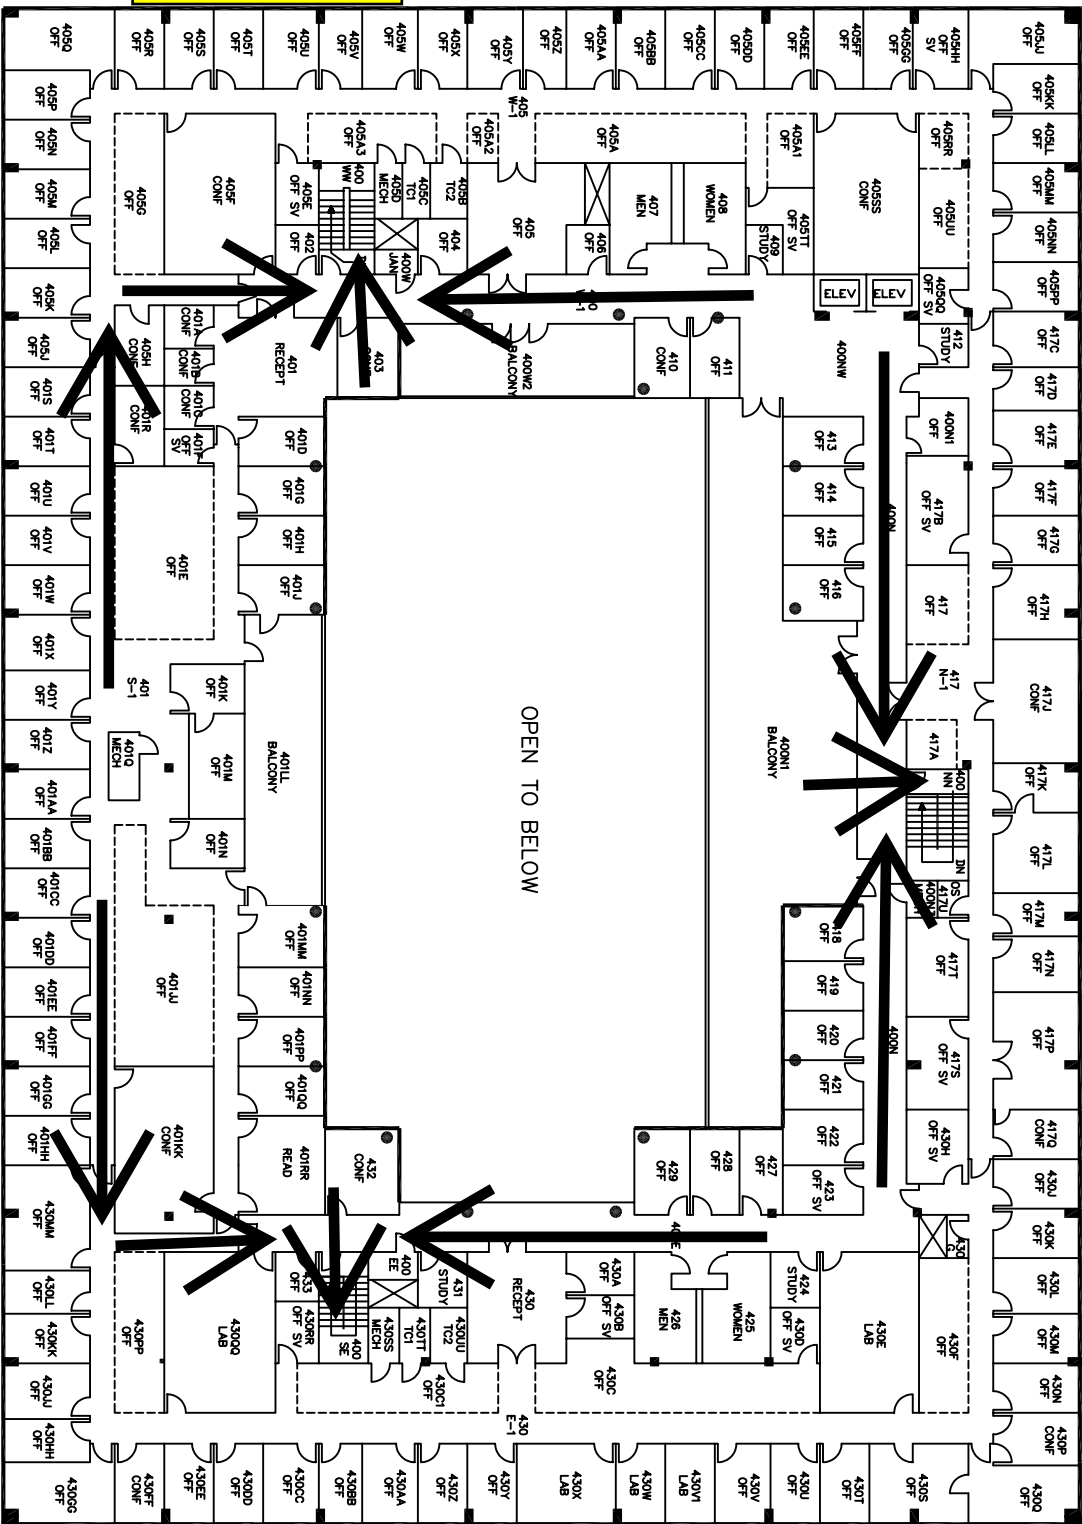 405Q
OFF
405R
OFF
405S
OFF
405T
OFF
405U
OFF
405V
OFF
405W
OFF
405X
OFF
405Y
OFF
405Z
OFF
405AA
OFF
405BB
OFF
405CC
OFF
405DD
OFF
405EE
OFF
405FF
OFF
405GG
OFF
405HH
OFF
SV
405JJ
OFF
405KK
OFF
405LL
OFF
405MM
OFF
405NN
OFF
405PP
OFF
417C
OFF
417D
OFF
417E
OFF
417F
OFF
417G
OFF
417H
OFF
417J
CONF
417K
OFF
417L
OFF
417M
OFF
417N
OFF
417P
OFF
417Q
CONF
430J
OFF
430K
OFF
430L
OFF
430M
OFF
430N
OFF
430P
CONF
430Q
OFF
405P
OFF
405N
OFF
405M
OFF
405L
OFF
405K
OFF
405J
OFF
401S
OFF
401T
OFF
401U
OFF
401V
OFF
401W
OFF
401X
OFF
401Y
OFF
401Z
OFF
401AA
OFF
401BB
OFF
401CC
OFF
401DD
OFF
401EE
OFF
401FF
OFF
401GG
OFF
401HH
OFF
430MM
OFF
430LL
OFF
430KK
OFF
430JJ
OFF
430HH
OFF
430GG
OFF
430FF
CONF
430EE
OFF
430DD
OFF
430CC
OFF
430BB
OFF
430AA
OFF
430Z
OFF
430Y
OFF
430X
LAB
430W
LAB
430V1
LAB
430V
OFF
430U
OFF
430T
OFF
430S
OFF
405
W-1
405G
OFF
405F
CONF
405A3
OFF
405A2
OFF
405A
OFF
405A1
OFF
405E
OFF SV
400
WW
405D
MECH
405C
TC1
405B
TC2
405
OFF
407
MEN
408
WOMEN
405TT
OFF SV
409
STUDY
405SS
CONF
405RR
OFF
405UU
OFF
405QQ
OFF SV
402
OFF
400W
JAN
404
OFF
406
OFF
ELEV
ELEV
412
STUDY
400NW
405H
CONF
401A
CONF
401R
CONF
401
RECEPT
400W2
BALCONY
410
CONF
411
OFF
400N1
OFF
417B
OFF SV
417
OFF
417
N-1
417A
400
NN
DN
401D
OFF
401G
OFF
401H
OFF
401J
OFF
401E
OFF
413
OFF
414
OFF
415
OFF
416
OFF
400N
401
S-1
401K
OFF
401M
OFF
401N
OFF
401Q
MECH
401LL
BALCONY
OPEN TO BELOW
400N1
BALCONY
401JJ
OFF
401KK
CONF
401MM
OFF
401NN
OFF
401PP
OFF
401QQ
OFF
401RR
READ
432
CONF
418
OFF
419
OFF
420
OFF
421
OFF
422
OFF
423
OFF SV
427
OFF
428
OFF
429
OFF
400N
417T
OFF
417S
OFF SV
430H
OFF SV
430PP
OFF
430QQ
LAB
433
OFF
430RR
OFF SV
400
SE
400
EE
430SS
MECH
430TT
TC1
430UU
TC2
431
STUDY
430
RECEPT
430A
OFF
430B
OFF SV
426
MEN
425
WOMEN
424
STUDY
430D
OFF SV
430E
LAB
430F
OFF
430
G
430C1
OFF
430C
OFF
430
E-1